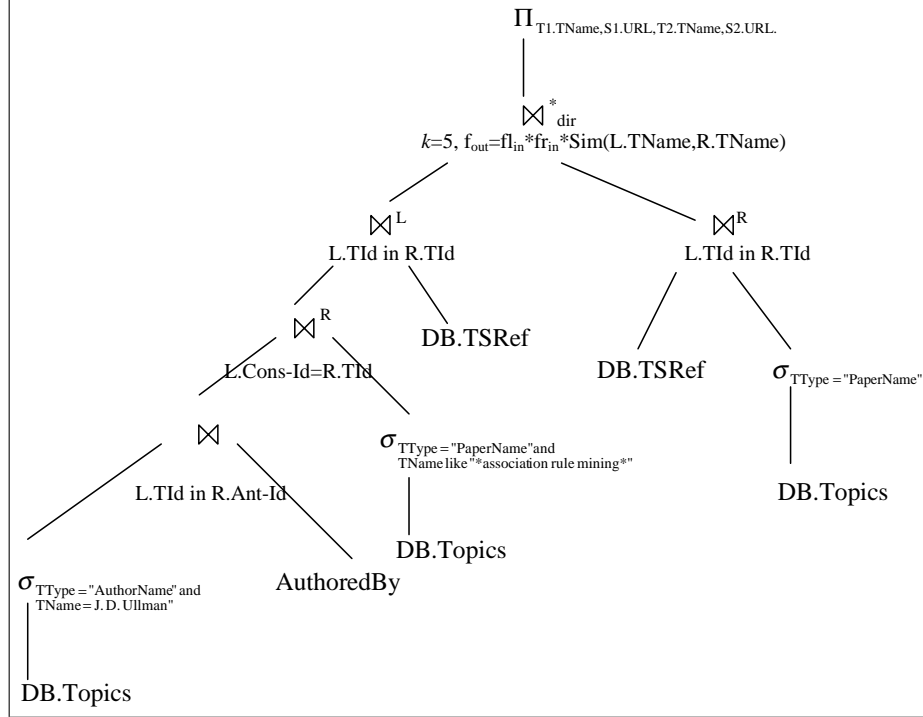 Π T1.TName,S1.URL,T2.TName,S2.URL.
⋈ * dir
k=5, fout=flin*frin*Sim(L.TName,R.TName)
⋈ L
L.TId in R.TId
⋈ R
L.TId in R.TId
⋈ R
L.Cons-Id=R.TId
DB.TSRef
DB.TSRef
σ TType="PaperName"
⋈
L.TId in R.Ant-Id
σ TType="PaperName"and
TName like "*association rule mining*"
DB.Topics
DB.Topics
σ TType="AuthorName" and
TName=J. D. Ullman"
AuthoredBy
DB.Topics